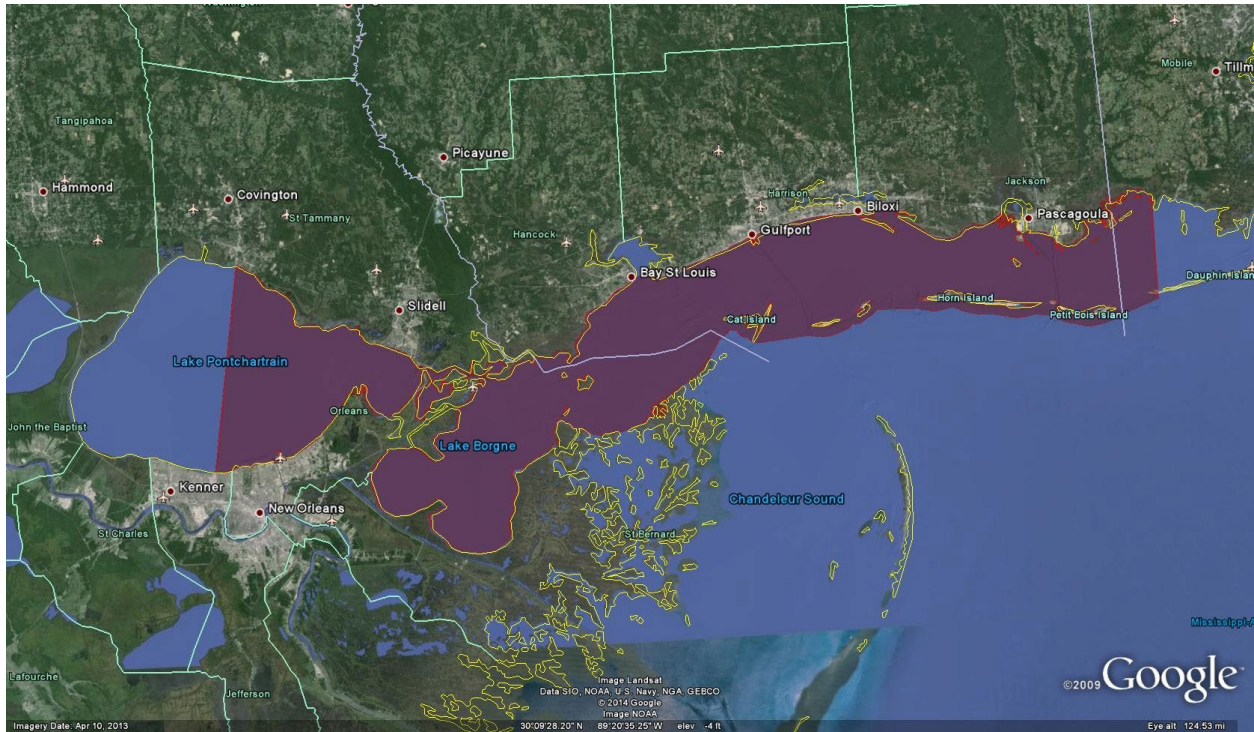 Mobile
Tillm
Tangipahoa
Picayune
Hammond
Covington
St Tammany
Harrison
Jackson
Biloxi
Pascagoula
Gulfport
Hancock
Bay St Louis
Dauphin Islan
Slidell
Horn Island
Petit Bois Island
Cat Island
Lake Pontchartrain
Orleans
John the Baptist
Lake Borgne
Kenner
New Orleans
Chandeleur Sound
St Charles
St Bernard
Mississippi-A
Lafourche
Jefferson
Image Landsat
Data SIO, NOAA, U.S. Navy, NGA, GEBCO
© 2014 Google
Image NOAA
©2009 Google
Imagery Date: Apr 10, 2013 30°09'28.20" N 89°20'35.25" W elev -4 ft Eye alt 124.53 mi